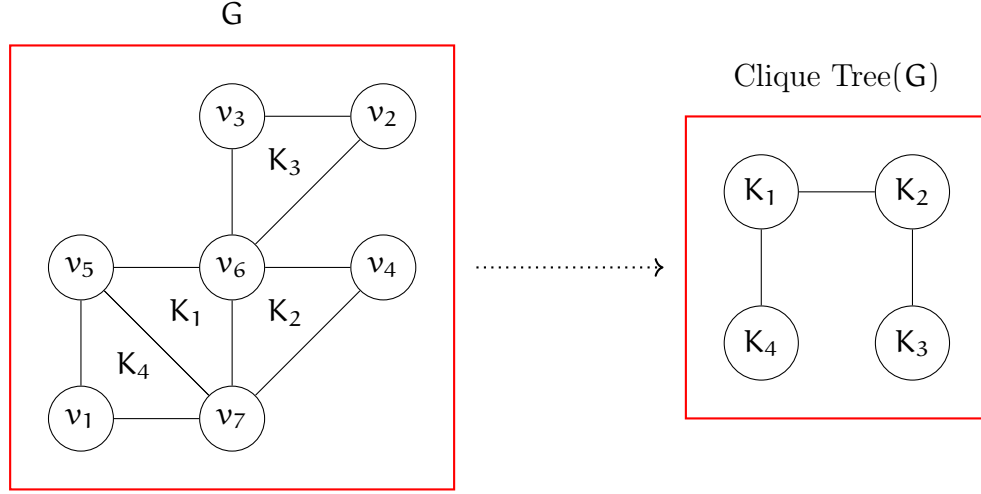 G
Clique Tree(G)
v₃ v₂
K₃
K₁ K₂
v₅ v₆ v₄
K₁ K₂
K₄
K₄ K₃
v₁ v₇